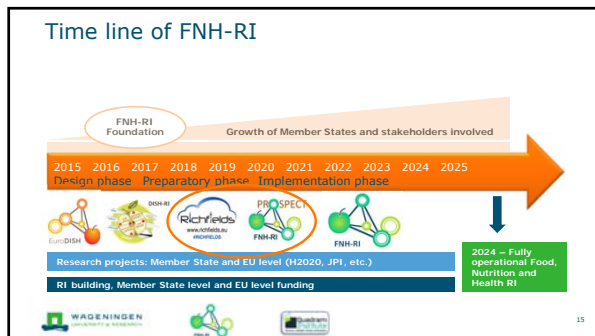 Time line of FNH-RI
FNH-RI
Foundation
Growth of Member States and stakeholders involved
2015 2016 2017 2018 2019 2020 2021 2022 2023 2024 2025
Design phase Preparatory phase Implementation phase
EuroDISH
DISH-RI
Richfields
www.richfields.eu
#RICHFIELDS
PROSPECT
FNH-RI
FNH-RI
Research projects: Member State and EU level (H2020, JPI, etc.)
RI building, Member State level and EU level funding
2024 – Fully
operational Food,
Nutrition and
Health RI
WAGENINGEN
UNIVERSITY & RESEARCH
Quadram
Institute
15